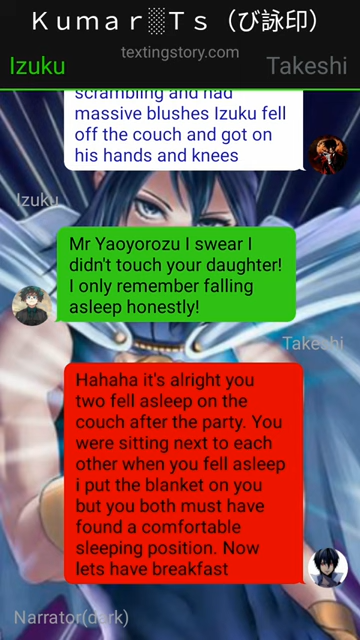 Ｋｕｍａｒ░Ｔｓ（び詠印）
textingstory.com
Izuku
Takeshi
scrambling and had
massive blushes Izuku fell
off the couch and got on
his hands and knees
Izuku
Mr Yaoyorozu I swear I
didn't touch your daughter!
I only remember falling
asleep honestly!
Takeshi
Hahaha it's alright you
two fell asleep on the
couch after the party. You
were sitting next to each
other when you fell asleep
i put the blanket on you
but you both must have
found a comfortable
sleeping position. Now
lets have breakfast
Narrator(dark)